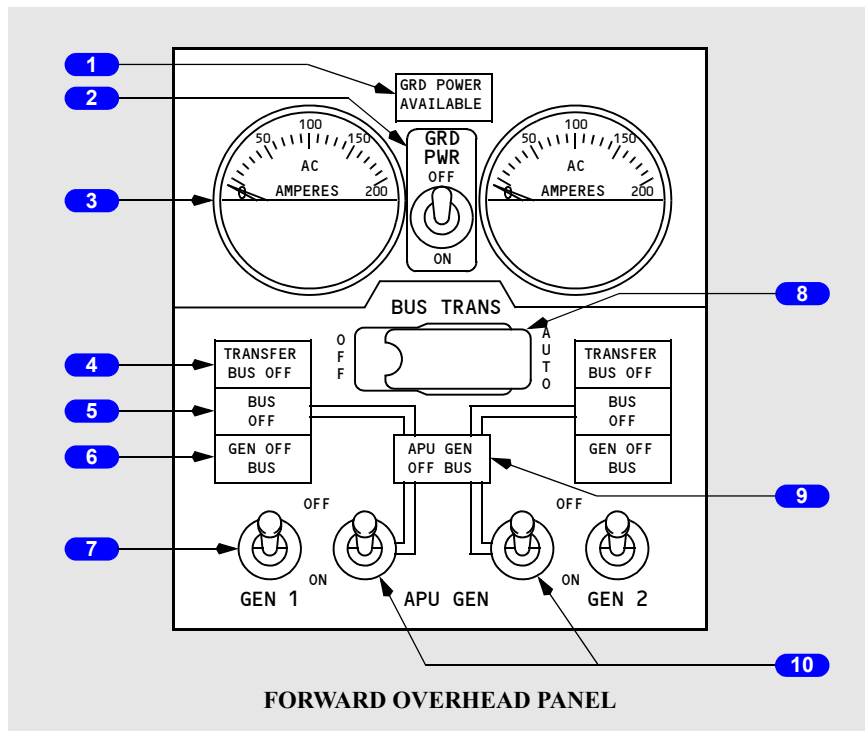 1
GRD POWER
AVAILABLE
2
GRD
PWR
OFF
ON
3
0 50 100 150 200
AC
AMPERES
0 50 100 150 200
AC
AMPERES
BUS TRANS
8
OFF
AUTO
4
TRANSFER
BUS OFF
TRANSFER
BUS OFF
5
BUS
OFF
BUS
OFF
6
GEN OFF
BUS
APU GEN
OFF BUS
GEN OFF
BUS
9
OFF
OFF
7
ON
ON
GEN 1
APU GEN
GEN 2
10
FORWARD OVERHEAD PANEL